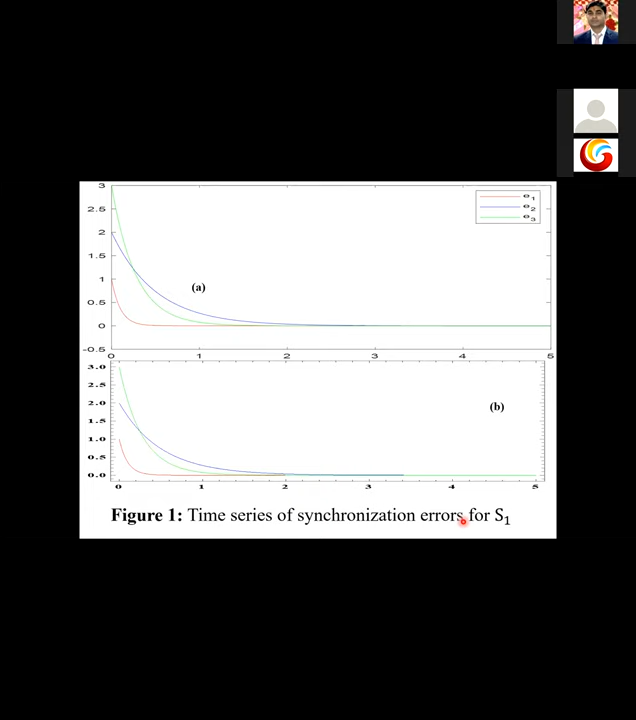 3
2.5
2
1.5
1
0.5
0
-0.5
0 1 2 3 4 5
(a)
e1
e2
e3
3.0
2.5
2.0
1.5
1.0
0.5
0.0
0 1 2 3 4 5
(b)
Figure 1: Time series of synchronization errors for S1